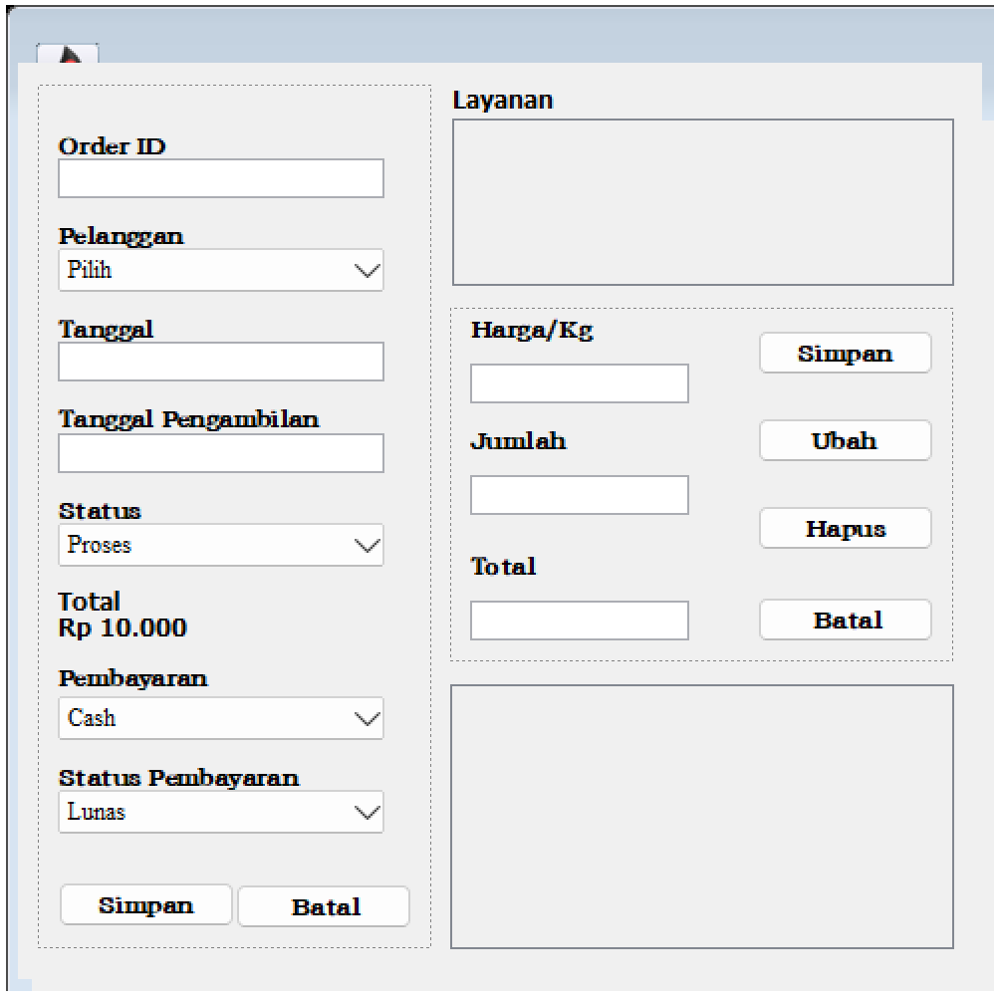 Order ID
Pelanggan
Pilih
Tanggal
Tanggal Pengambilan
Status
Proses
Total
Rp 10.000
Pembayaran
Cash
Status Pembayaran
Lunas
Simpan
Batal
Layanan
Harga/Kg
Simpan
Jumlah
Ubah
Hapus
Total
Batal